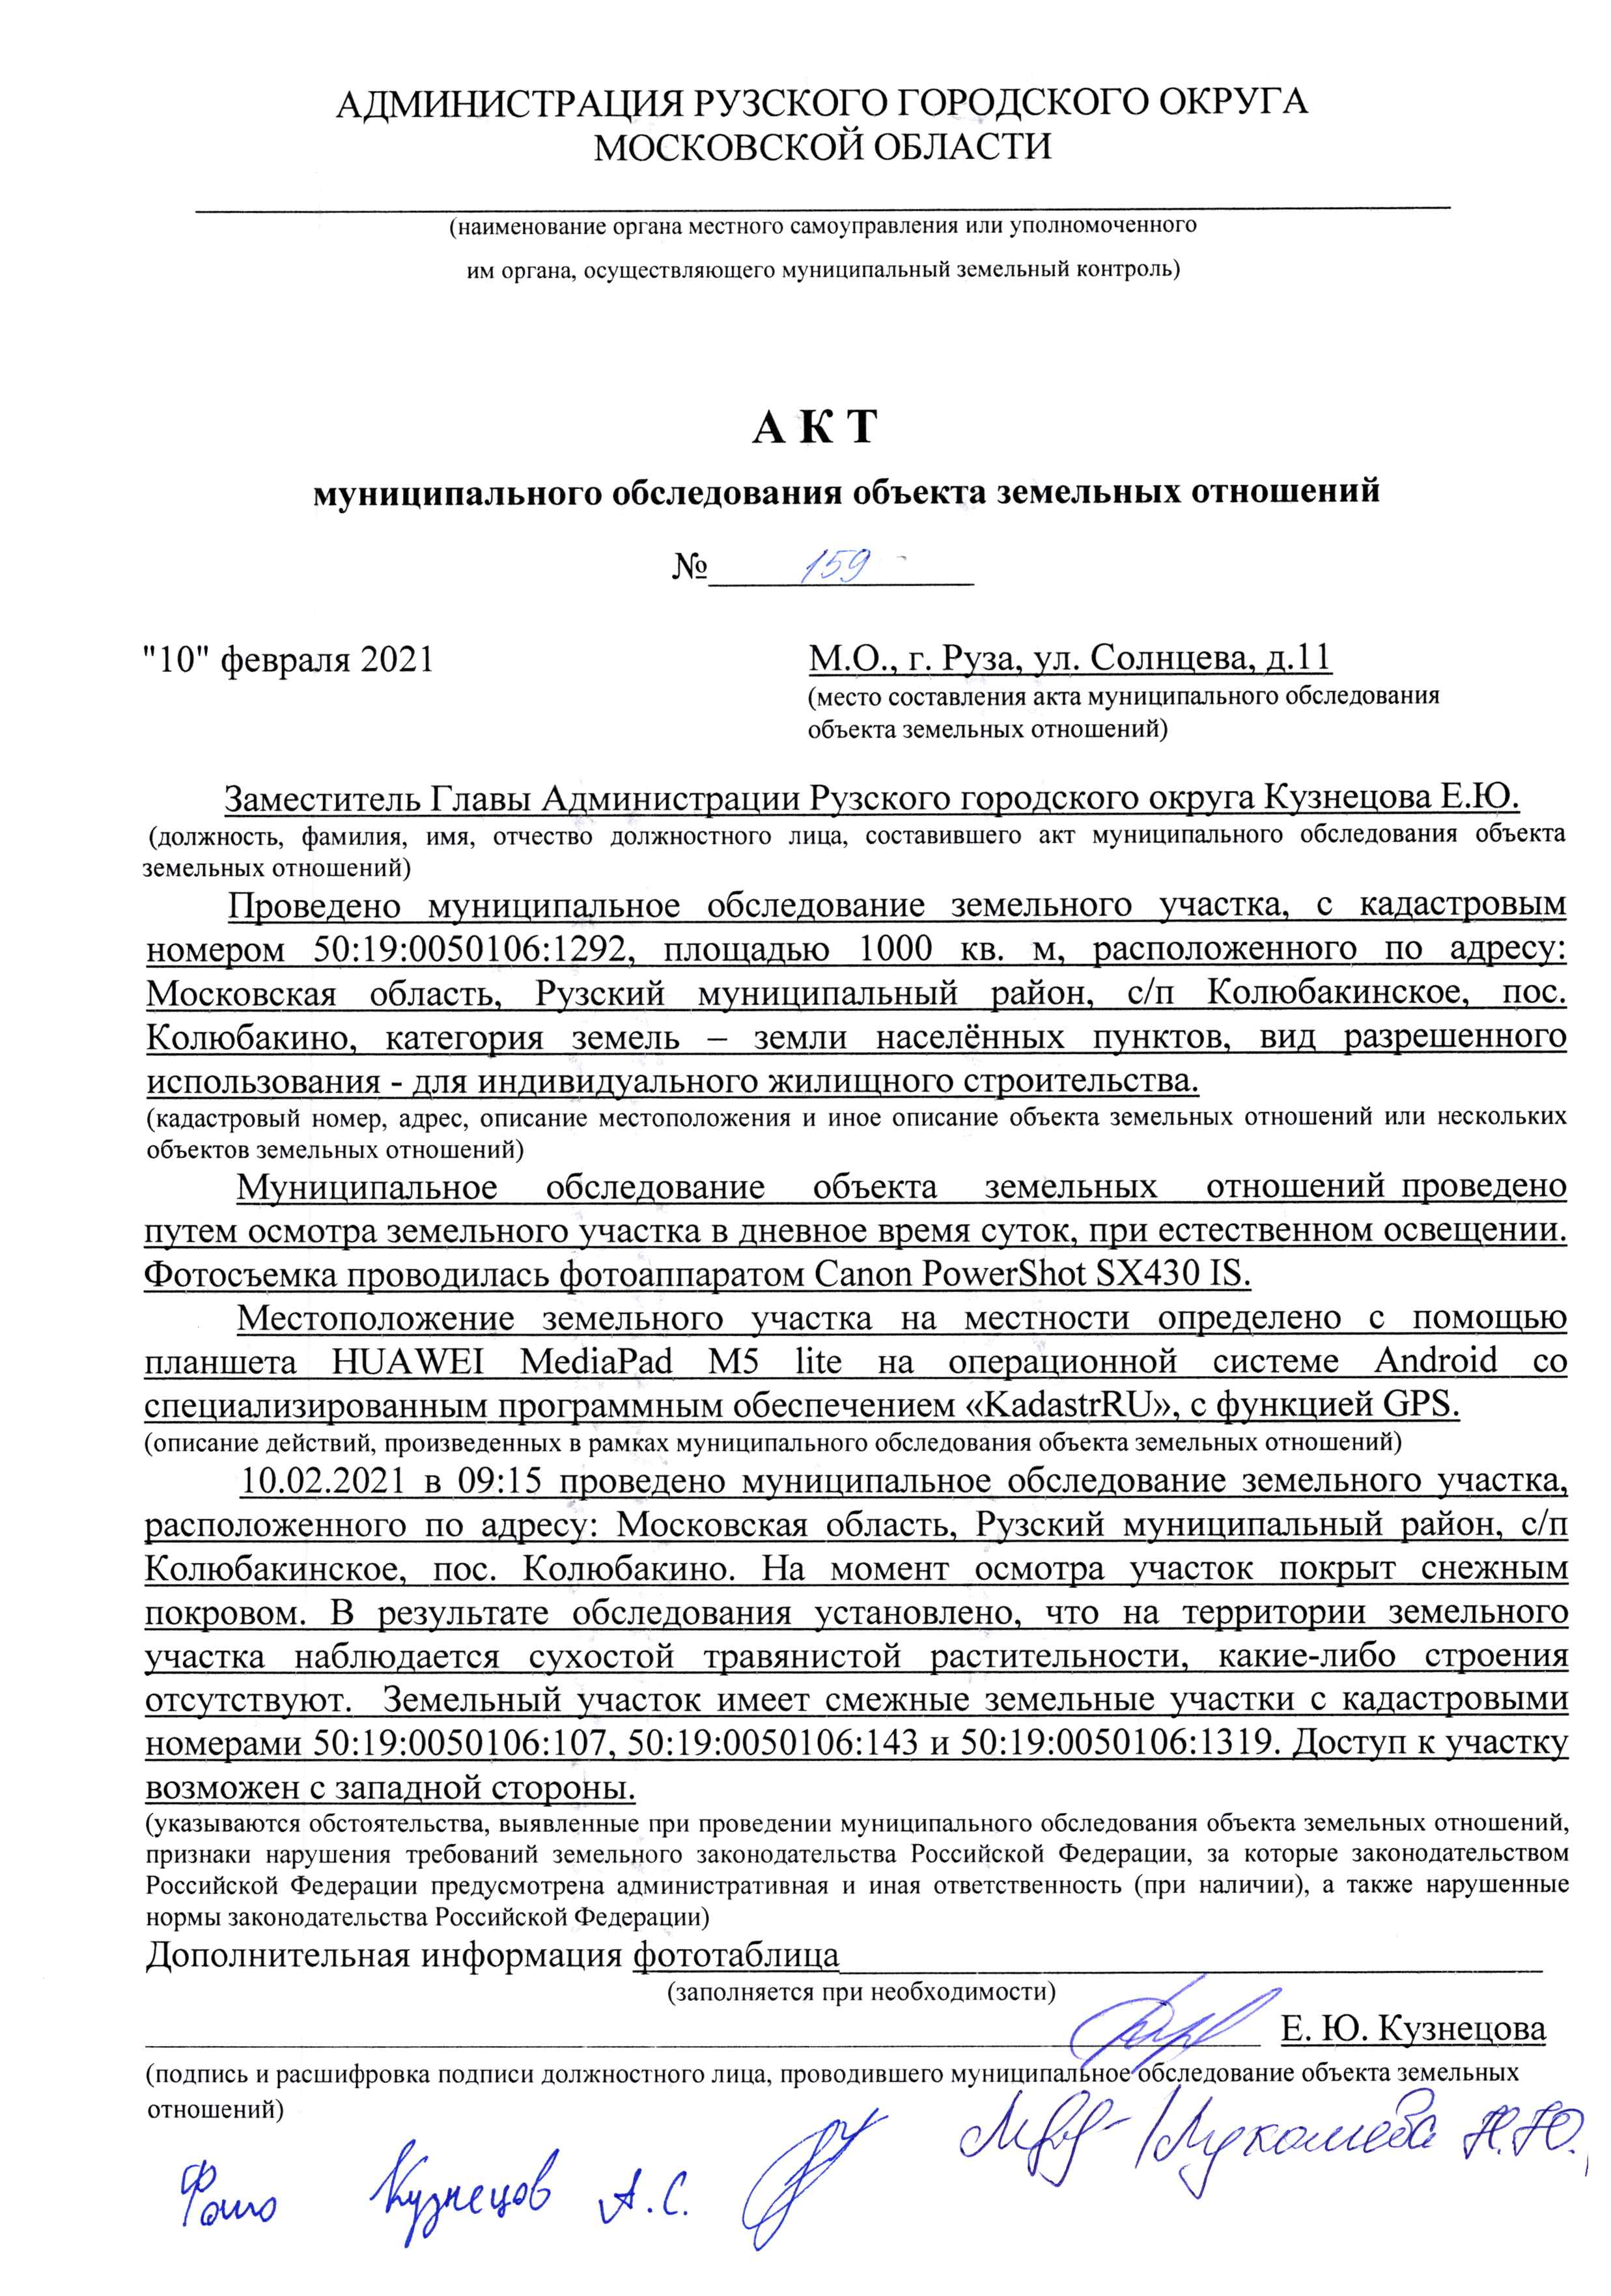 АДМИНИСТРАЦИЯ РУЗСКОГО ГОРОДСКОГО ОКРУГА
МОСКОВСКОЙ ОБЛАСТИ
(наименование органа местного самоуправления или уполномоченного
им органа, осуществляющего муниципальный земельный контроль)
А К Т
муниципального обследования объекта земельных отношений
№ 159
"10" февраля 2021
М.О., г. Руза, ул. Солнцева, д.11
(место составления акта муниципального обследования
объекта земельных отношений)
Заместитель Главы Администрации Рузского городского округа Кузнецова Е.Ю.
(должность, фамилия, имя, отчество должностного лица, составившего акт муниципального обследования объекта
земельных отношений)
Проведено муниципальное обследование земельного участка, с кадастровым
номером 50:19:0050106:1292, площадью 1000 кв. м, расположенного по адресу:
Московская область, Рузский муниципальный район, с/п Колюбакинское, пос.
Колюбакино, категория земель – земли населённых пунктов, вид разрешенного
использования - для индивидуального жилищного строительства.
(кадастровый номер, адрес, описание местоположения и иное описание объекта земельных отношений или нескольких
объектов земельных отношений)
Муниципальное обследование объекта земельных отношений проведено
путем осмотра земельного участка в дневное время суток, при естественном освещении.
Фотосъемка проводилась фотоаппаратом Canon PowerShot SX430 IS.
Местоположение земельного участка на местности определено с помощью
планшета HUAWEI MediaPad M5 lite на операционной системе Android со
специализированным программным обеспечением «KadastrRU», с функцией GPS.
(описание действий, произведенных в рамках муниципального обследования объекта земельных отношений)
10.02.2021 в 09:15 проведено муниципальное обследование земельного участка,
расположенного по адресу: Московская область, Рузский муниципальный район, с/п
Колюбакинское, пос. Колюбакино. На момент осмотра участок покрыт снежным
покровом. В результате обследования установлено, что на территории земельного
участка наблюдается сухостой травянистой растительности, какие-либо строения
отсутствуют. Земельный участок имеет смежные земельные участки с кадастровыми
номерами 50:19:0050106:107, 50:19:0050106:143 и 50:19:0050106:1319. Доступ к участку
возможен с западной стороны.
(указываются обстоятельства, выявленные при проведении муниципального обследования объекта земельных отношений,
признаки нарушения требований земельного законодательства Российской Федерации, за которые законодательством
Российской Федерации предусмотрена административная и иная ответственность (при наличии), а также нарушенные
нормы законодательства Российской Федерации)
Дополнительная информация фототаблица
(заполняется при необходимости)
Е. Ю. Кузнецова
(подпись и расшифровка подписи должностного лица, проводившего муниципальное обследование объекта земельных
отношений)
Н.Ю.
Фото Кузнецов А.С.